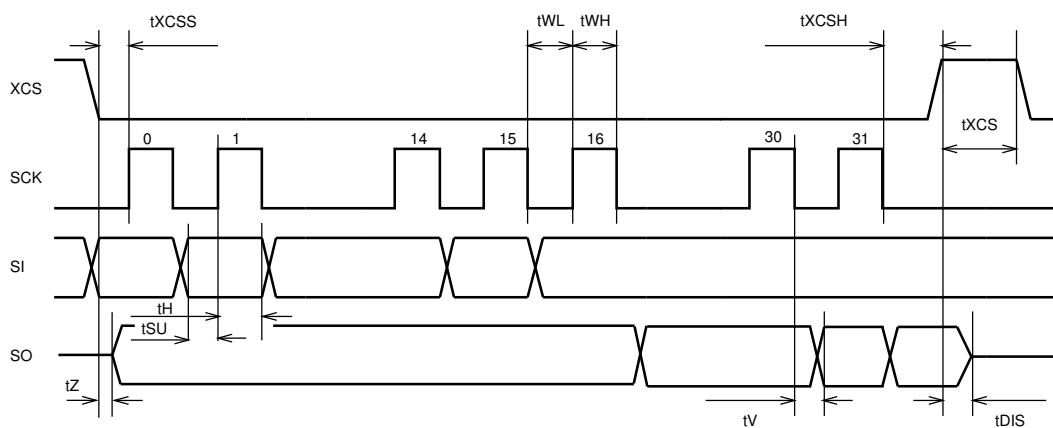 tXCSS tWL tWH tXCSH
XCS
tXCS
0 1 14 15 16 30 31
SCK
SI
tH
tSU
SO
tZ
tV tDIS